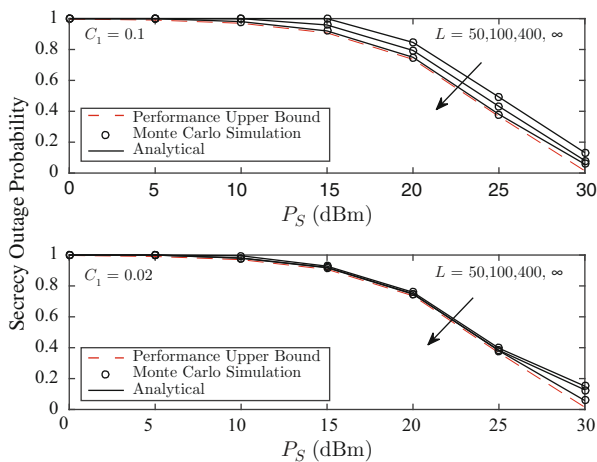 Secrecy Outage Probability
1
0.8
0.6
0.4
0.2
0
C₁ = 0.1
L = 50,100,400, ∞
Performance Upper Bound
Monte Carlo Simulation
Analytical
0 5 10 15 20 25 30
P_S (dBm)
1
0.8
0.6
0.4
0.2
0
C₁ = 0.02
L = 50,100,400, ∞
Performance Upper Bound
Monte Carlo Simulation
Analytical
0 5 10 15 20 25 30
P_S (dBm)